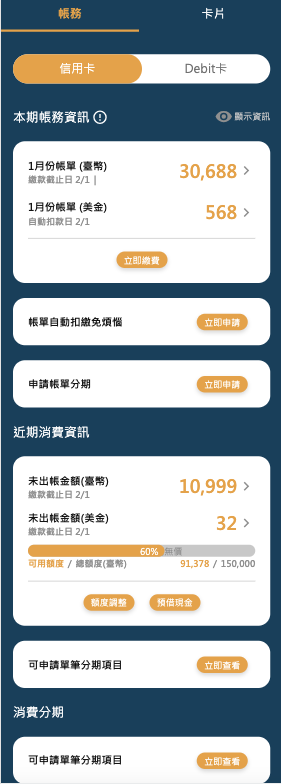 帳務 卡片
信用卡 Debit卡
本期帳務資訊 顯示資訊
1月份帳單 (臺幣) 30,688
繳款截止日 2/1 |
1月份帳單 (美金) 568
自動扣款日 2/1
立即繳費
帳單自動扣繳免煩惱 立即申請
申請帳單分期 立即申請
近期消費資訊
未出帳金額(臺幣) 10,999
繳款截止日 2/1
未出帳金額(美金) 32
繳款截止日 2/1
60%
可用額度 / 總額度(臺幣) 91,378 / 150,000
額度調整 預借現金
可申請單筆分期項目 立即查看
消費分期
可申請單筆分期項目 立即查看